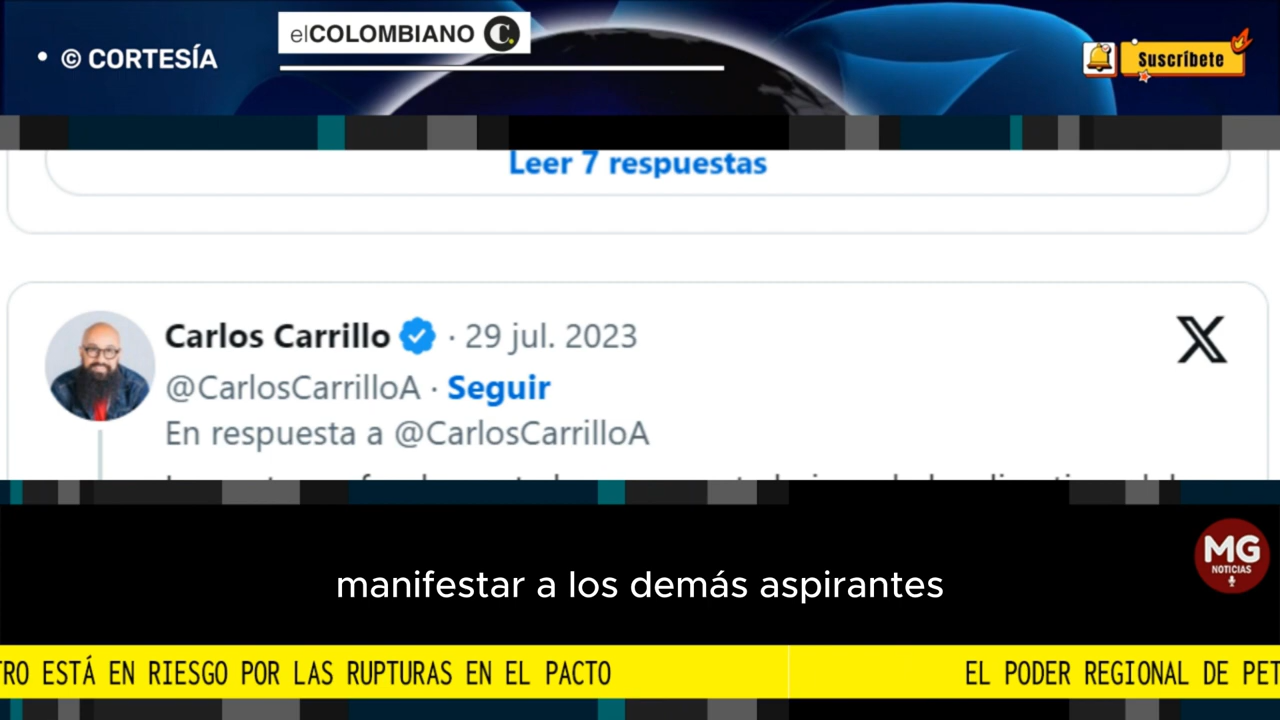 • © CORTESÍA
elCOLOMBIANO C.
Suscríbete
Leer 7 respuestas
Carlos Carrillo · 29 jul. 2023
X
@CarlosCarrilloA · Seguir
En respuesta a @CarlosCarrilloA
MG
NOTICIAS
manifestar a los demás aspirantes
TRO ESTÁ EN RIESGO POR LAS RUPTURAS EN EL PACTO
EL PODER REGIONAL DE PET